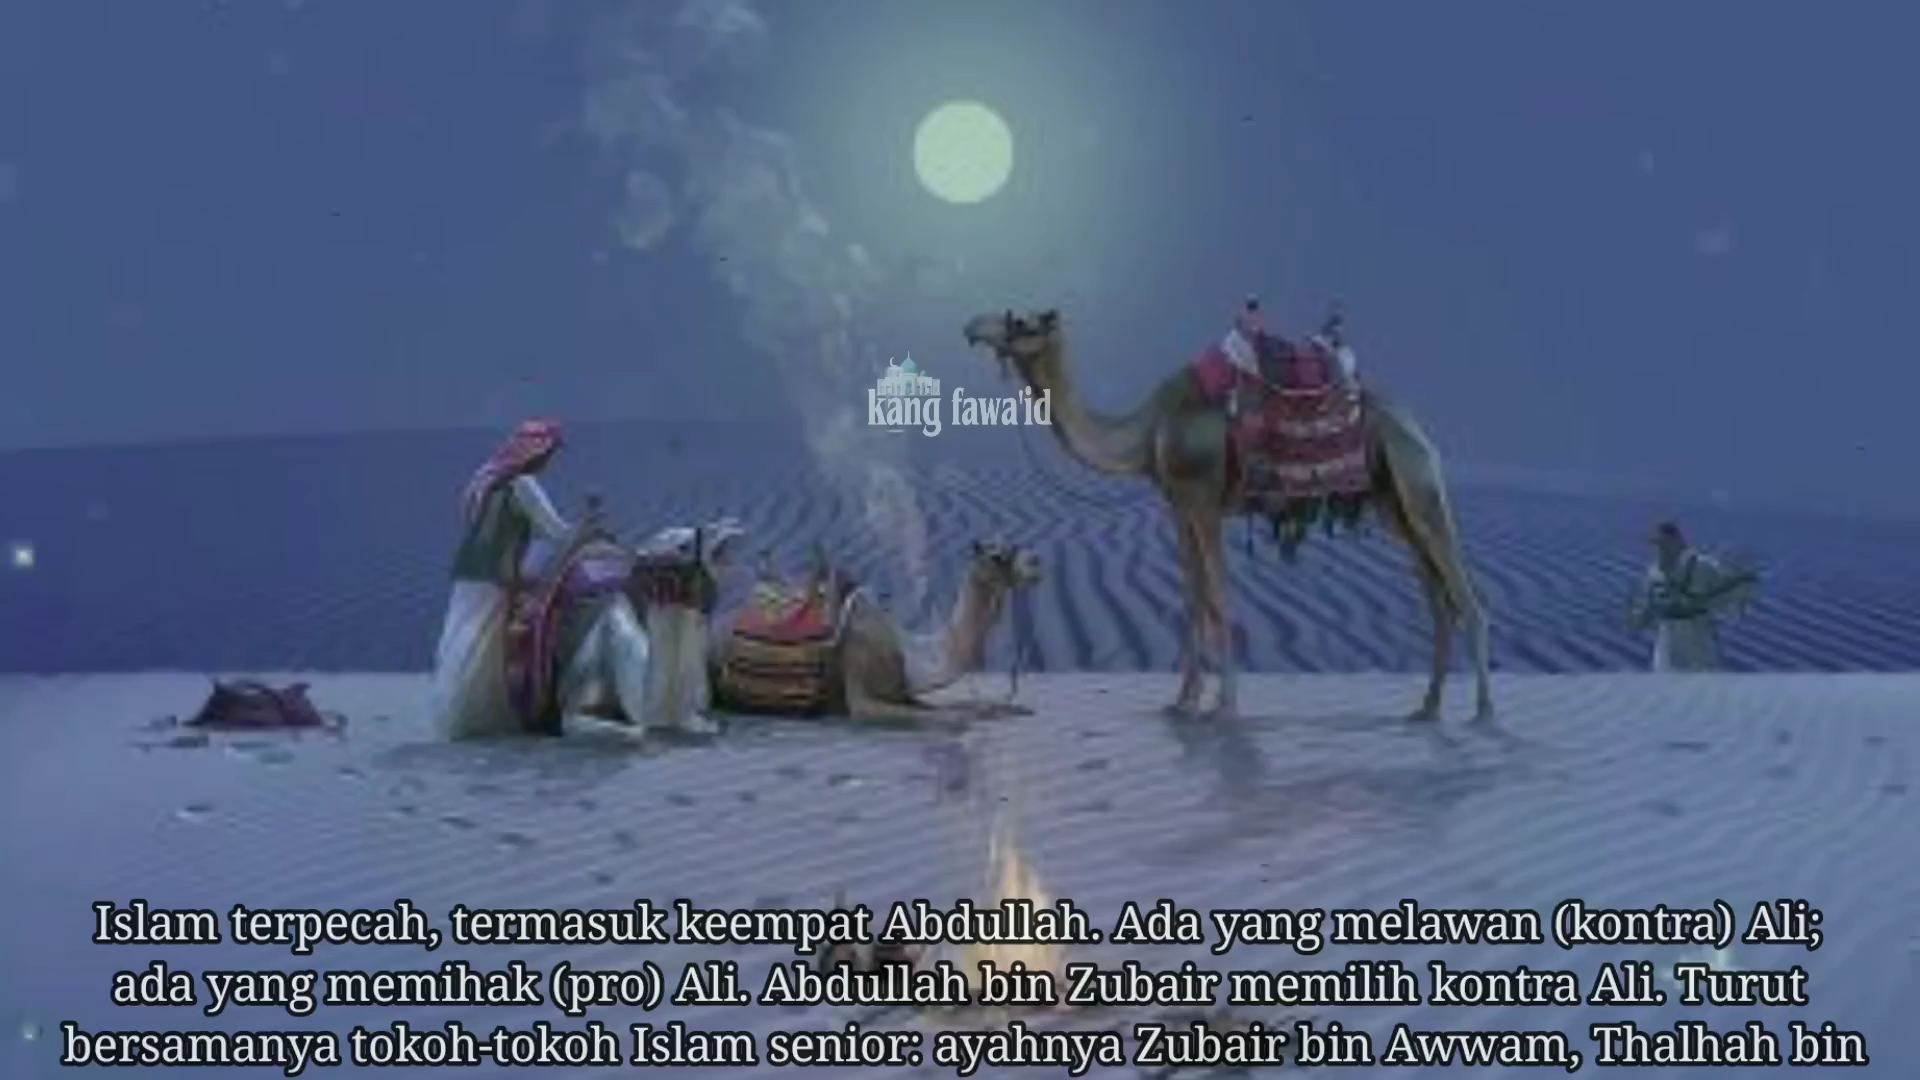 kang fawa'id
Islam terpecah, termasuk keempat Abdullah. Ada yang melawan (kontra) Ali;
ada yang memihak (pro) Ali. Abdullah bin Zubair memilih kontra Ali. Turut
bersamanya tokoh-tokoh Islam senior: ayahnya Zubair bin Awwam, Thalhah bin